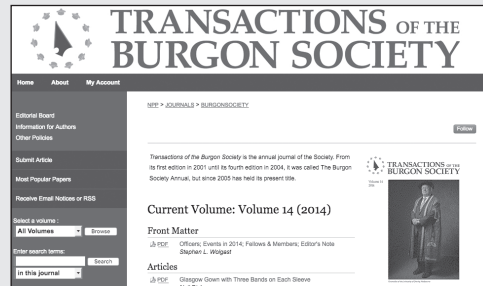 TRANSACTIONS OF THE
BURGON SOCIETY
Home About My Account
Editorial Board
Information for Authors
Other Policies
Submit Article
Most Popular Papers
Receive Email Notices or RSS
Select a volume :
All Volumes Browse
Enter search terms:
Search
in this journal
NPP > JOURNALS > BURGONSOCIETY
Follow
Transactions of the Burgon Society is the annual journal of the Society. From
its first edition in 2001 until its fourth edition in 2004, it was called The Burgon
Society Annual, but since 2005 has held its present title.
TRANSACTIONS OF THE
BURGON SOCIETY
Current Volume: Volume 14 (2014)
Front Matter
PDF Officers; Events in 2014; Fellows & Members; Editor's Note
Stephen L. Wolgast
Articles
PDF Glasgow Gown with Three Bands on Each Sleeve